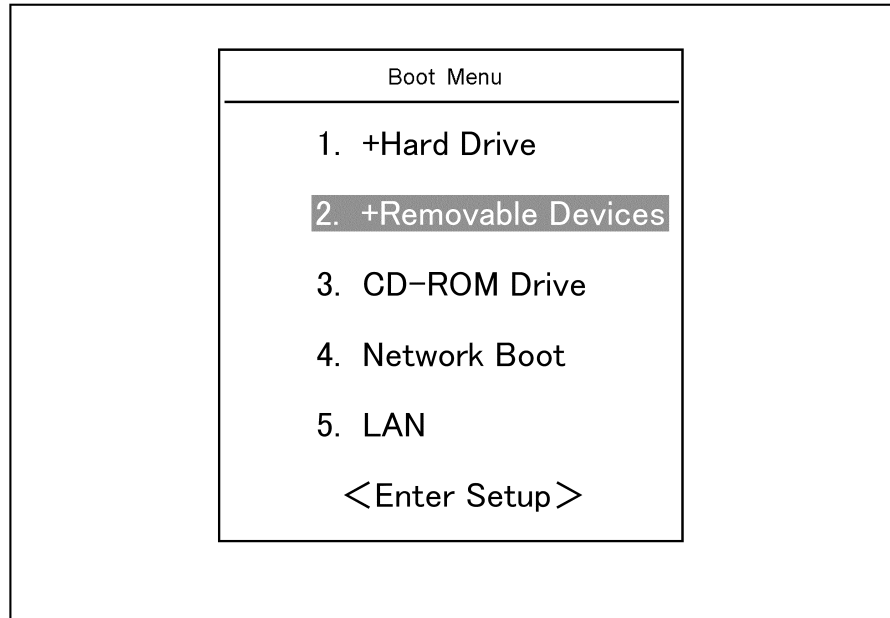 Boot Menu
1. +Hard Drive
2. +Removable Devices
3. CD-ROM Drive
4. Network Boot
5. LAN
<Enter Setup>